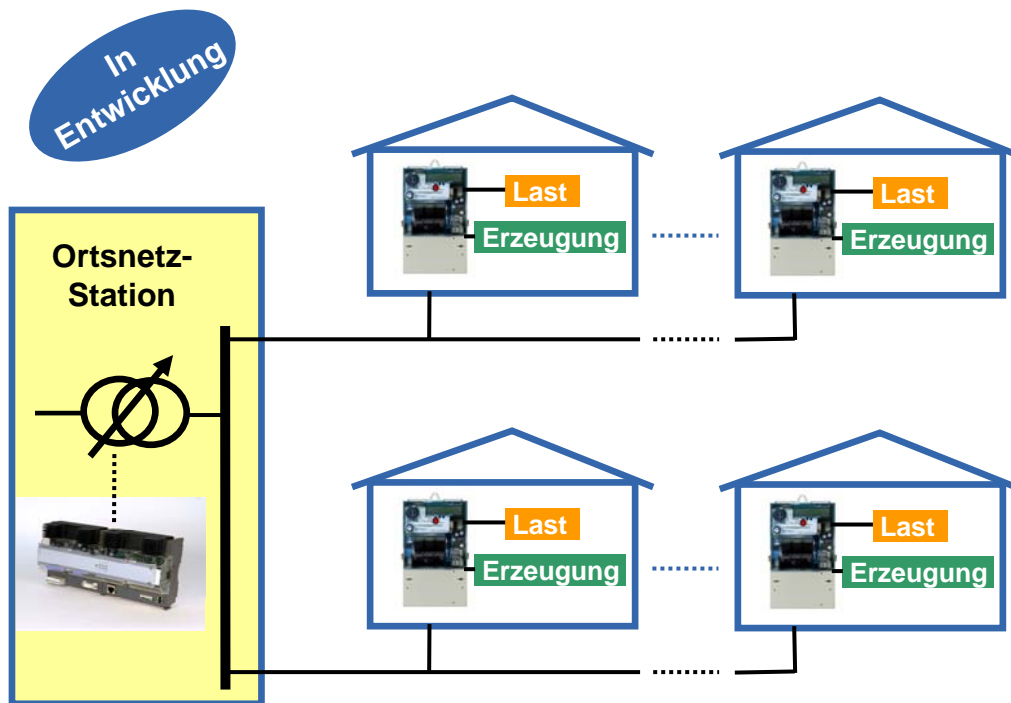 In
Entwicklung
Ortsnetz-
Station
Last
Erzeugung
Last
Erzeugung
Last
Erzeugung
Last
Erzeugung